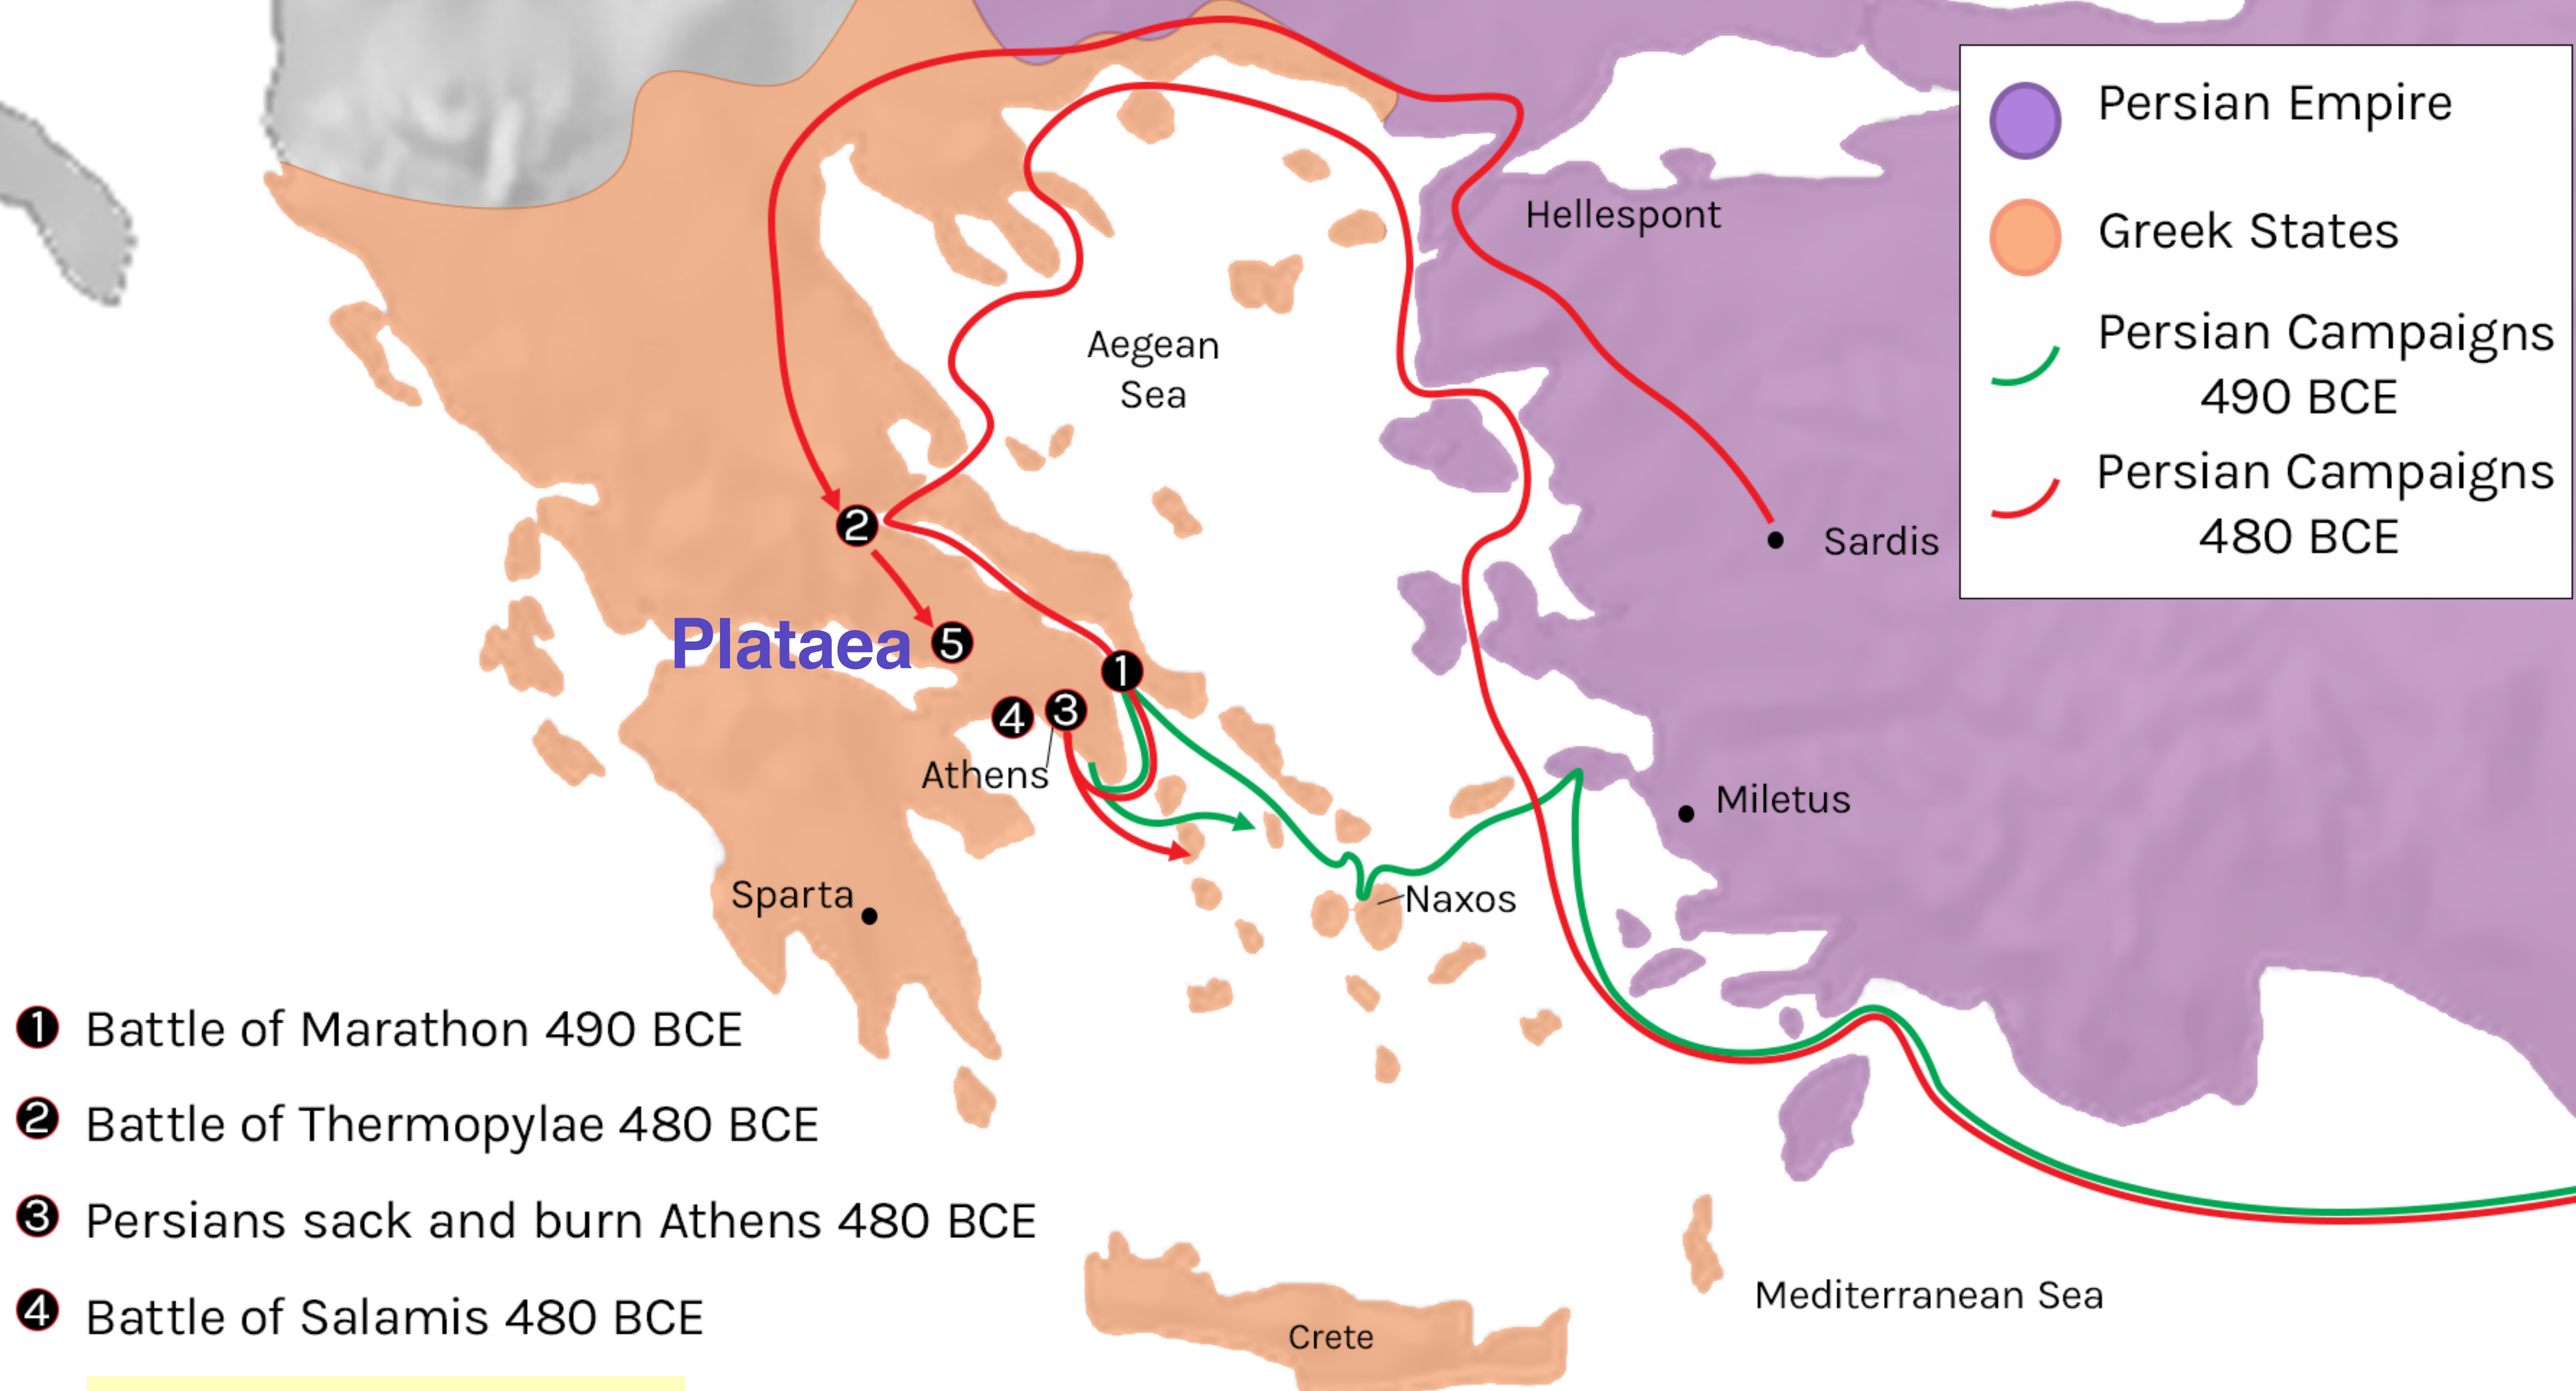 Persian Empire
Greek States
Persian Campaigns
490 BCE
Persian Campaigns
480 BCE
Hellespont
Aegean
Sea
Sardis
2
Plataea
5
1
4
3
Athens
Miletus
Sparta
Naxos
1 Battle of Marathon 490 BCE
2 Battle of Thermopylae 480 BCE
3 Persians sack and burn Athens 480 BCE
4 Battle of Salamis 480 BCE
Mediterranean Sea
Crete